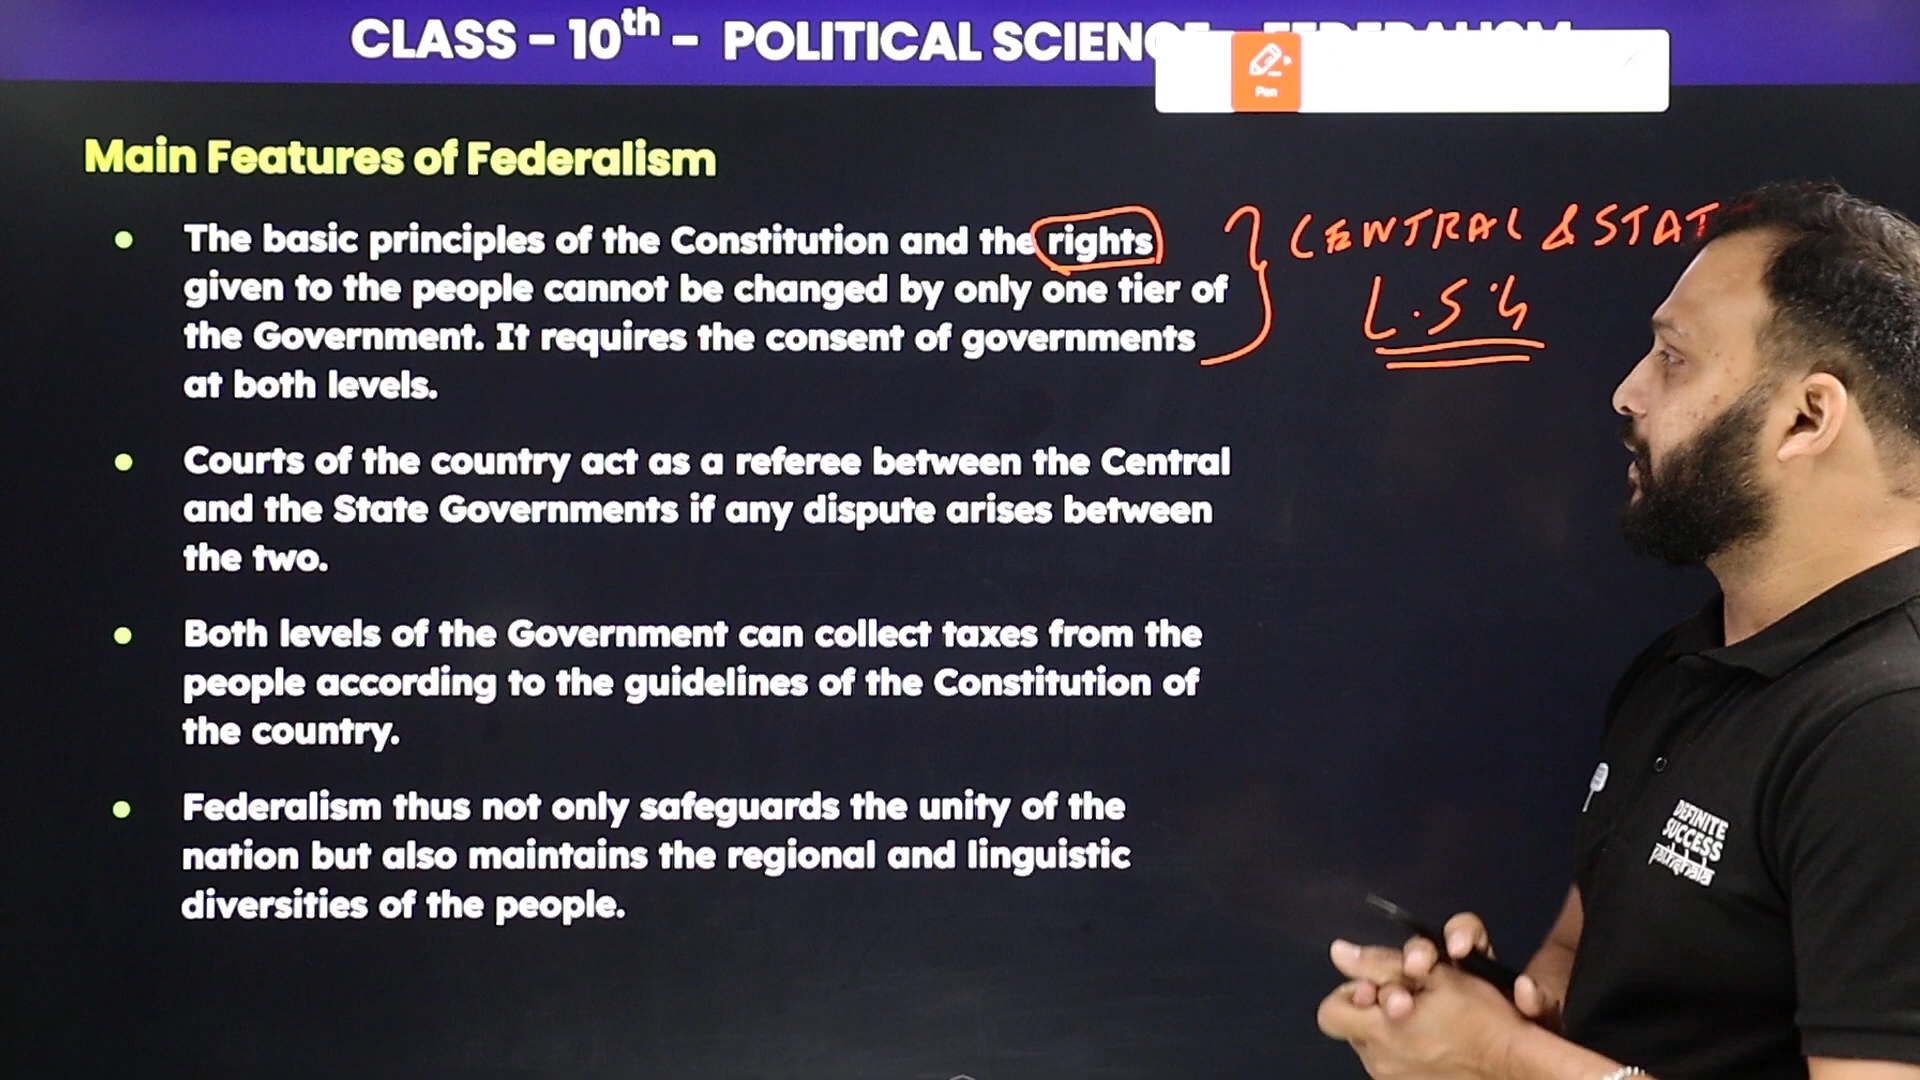 CLASS - 10th - POLITICAL SCIENCE - FEDERALISM
Pen
Main Features of Federalism
• The basic principles of the Constitution and the rights
given to the people cannot be changed by only one tier of
the Government. It requires the consent of governments
at both levels.
CENTRAL & STAT
L.S.G
• Courts of the country act as a referee between the Central
and the State Governments if any dispute arises between
the two.
• Both levels of the Government can collect taxes from the
people according to the guidelines of the Constitution of
the country.
• Federalism thus not only safeguards the unity of the
nation but also maintains the regional and linguistic
diversities of the people.
DEFINITE
SUCCESS
pathshala